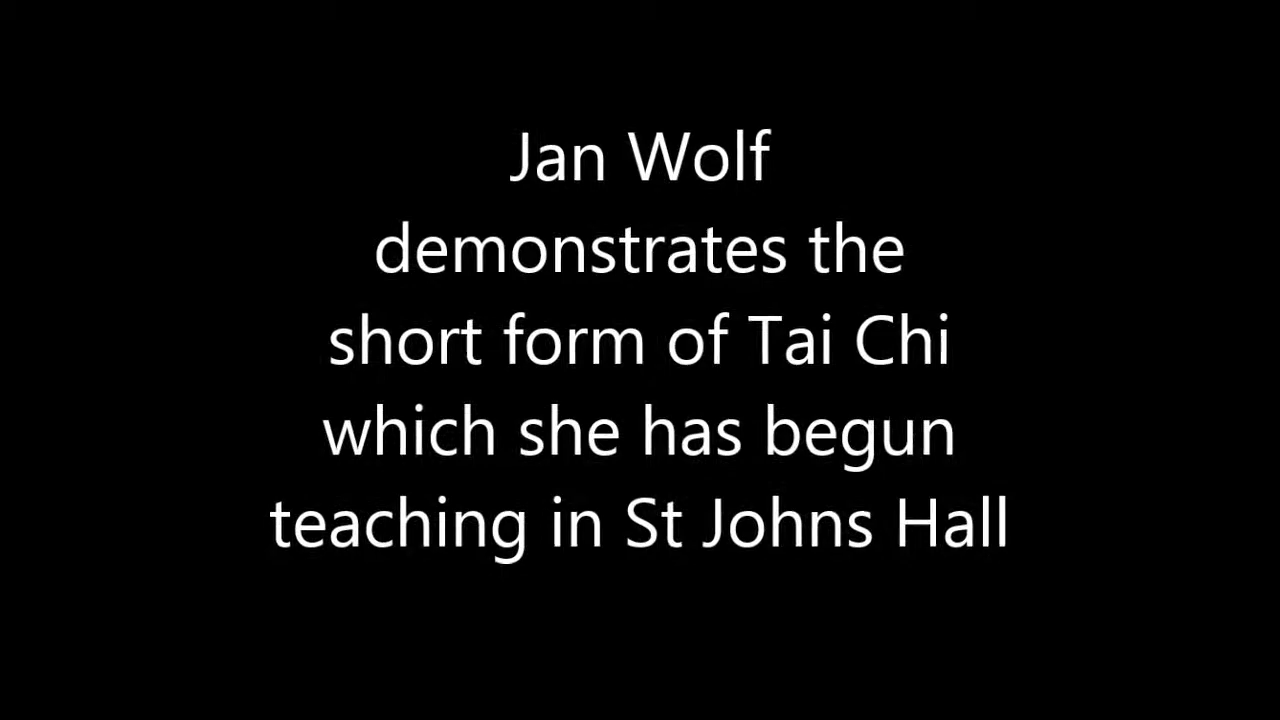 Jan Wolf
demonstrates the
short form of Tai Chi
which she has begun
teaching in St Johns Hall